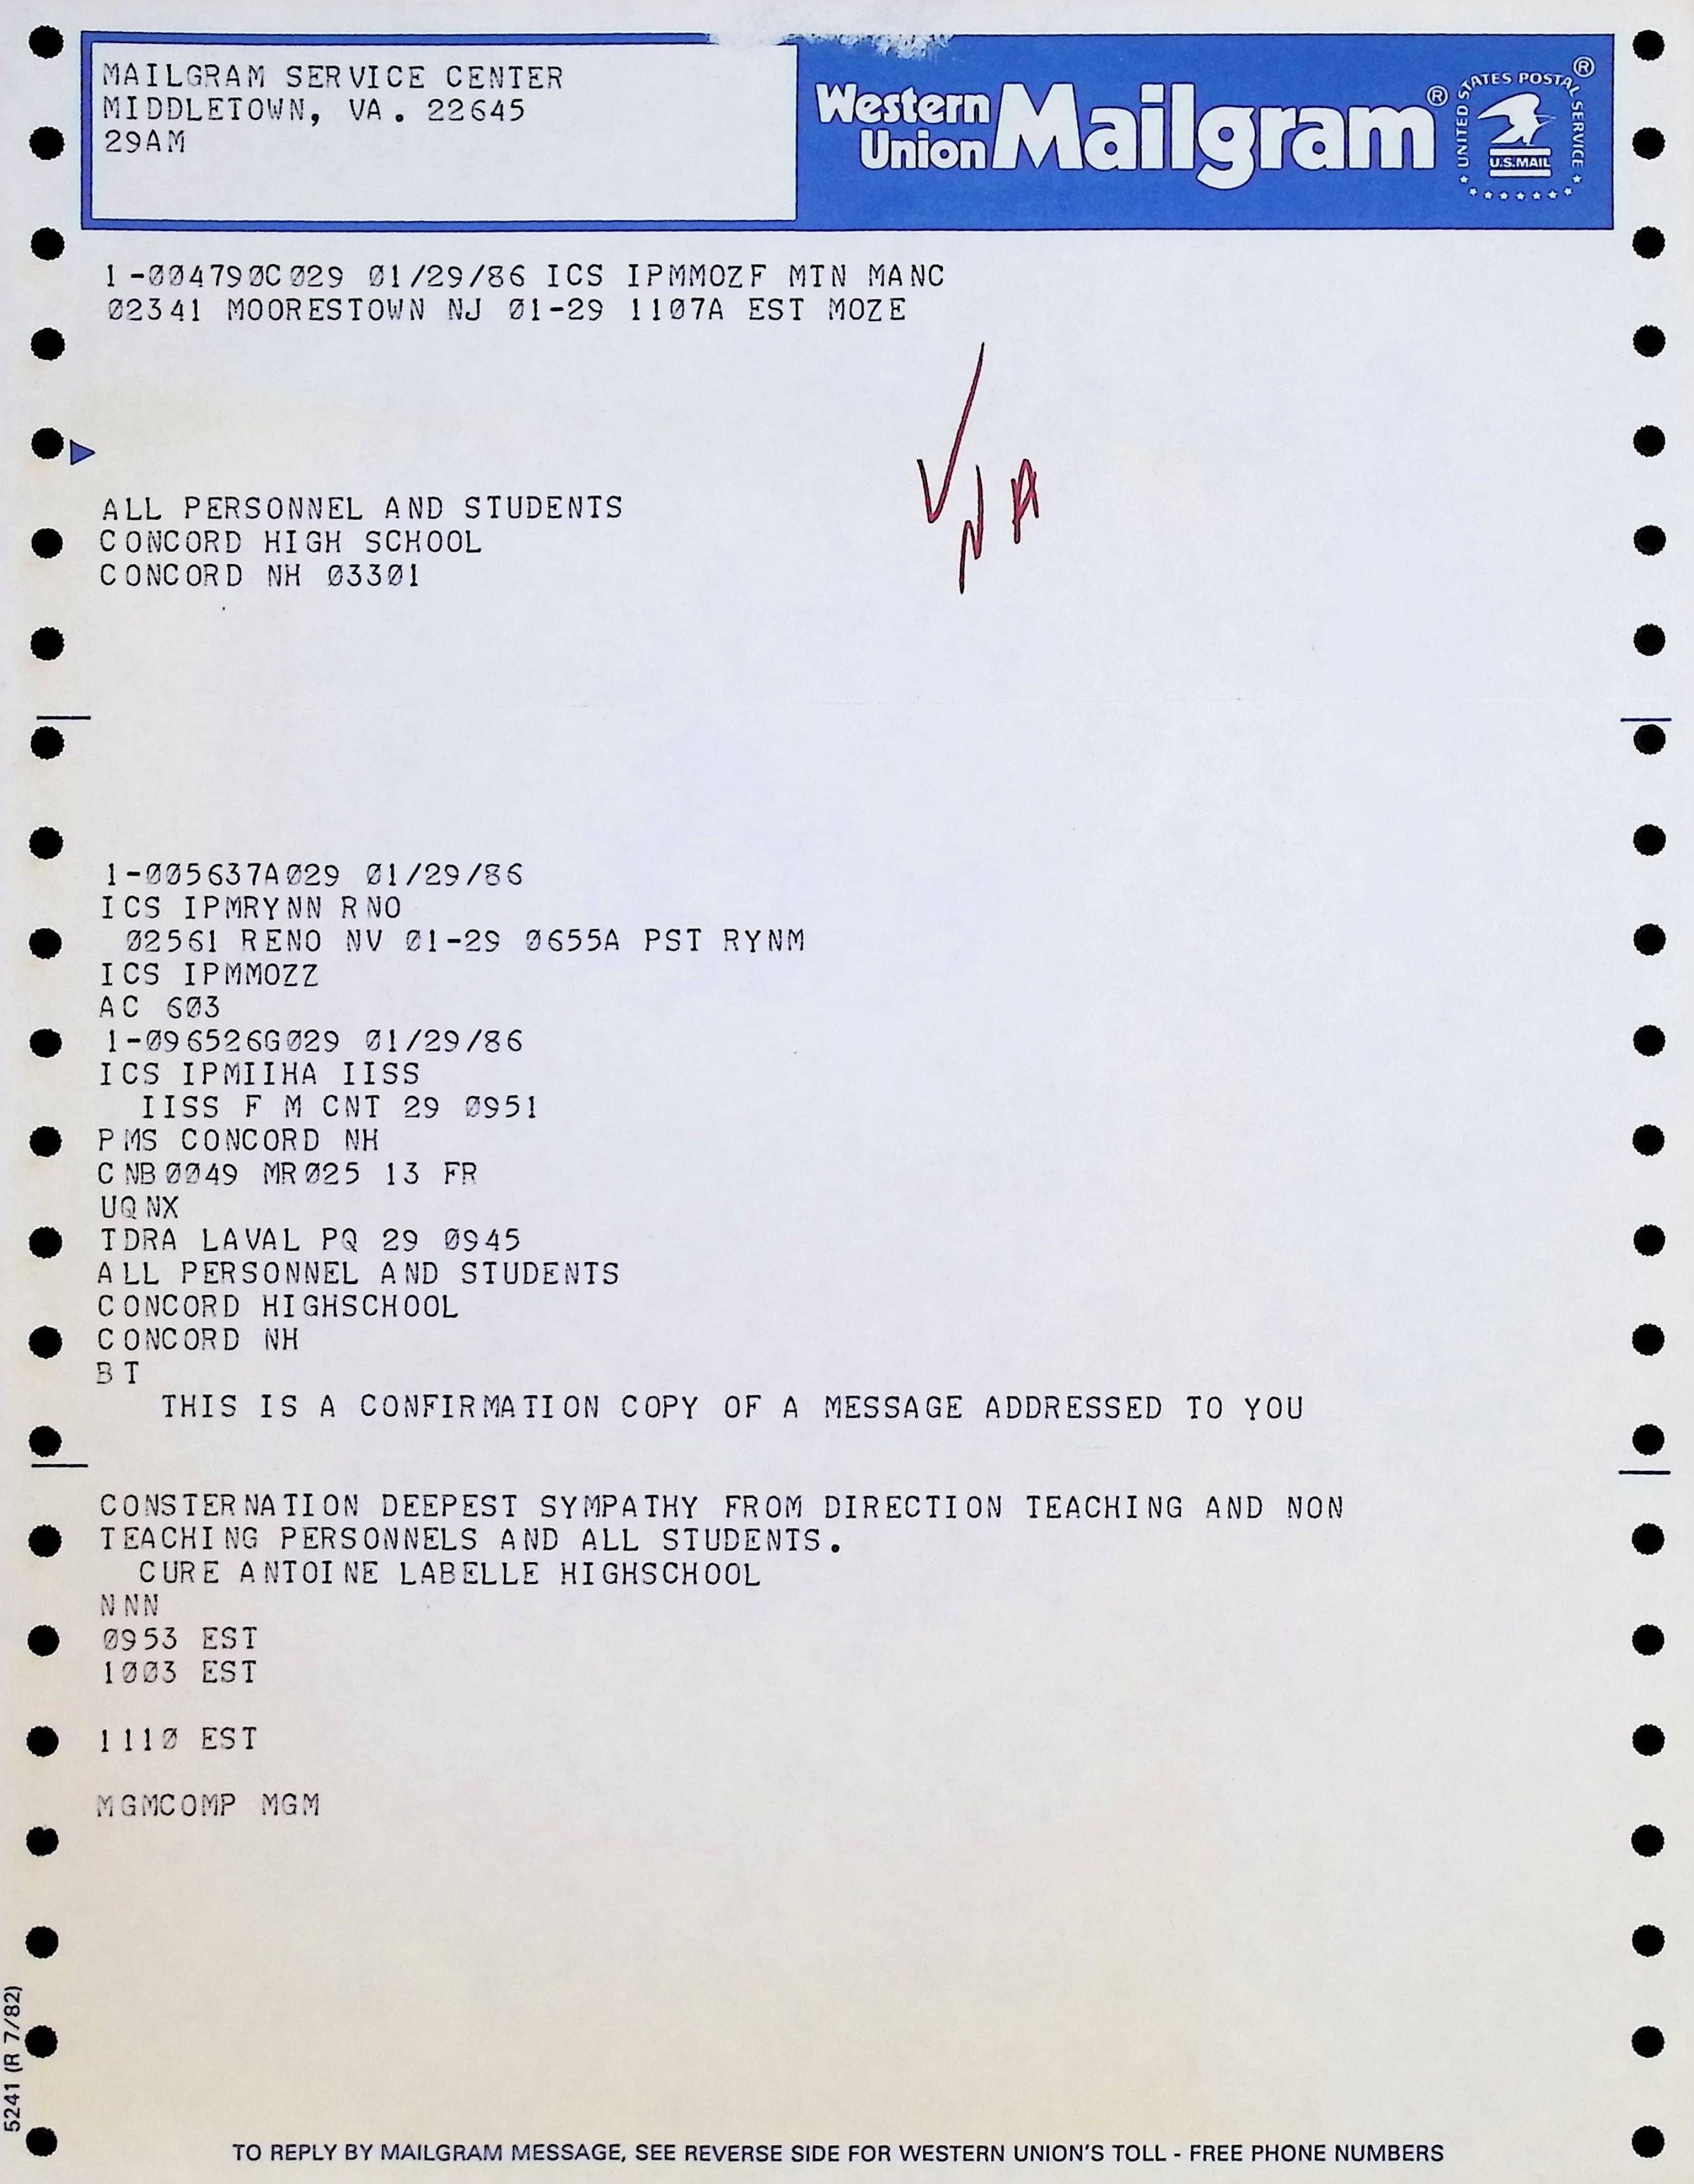 MAILGRAM SERVICE CENTER
MIDDLETOWN, VA. 22645
29AM
Western Union Mailgram ®
UNITED STATES POSTAL SERVICE ®
U.S.MAIL
1-004790C029 01/29/86 ICS IPMMOZF MTN MANC
02341 MOORESTOWN NJ 01-29 1107A EST MOZE
ALL PERSONNEL AND STUDENTS
CONCORD HIGH SCHOOL
CONCORD NH 03301
1-005637A029 01/29/86
ICS IPMRYNN RNO
02561 RENO NV 01-29 0655A PST RYNM
ICS IPMMOZZ
AC 603
1-096526G029 01/29/86
ICS IPMIIHA IISS
IISS F M CNT 29 0951
PMS CONCORD NH
CNB0049 MR025 13 FR
UQNX
TDRA LAVAL PQ 29 0945
ALL PERSONNEL AND STUDENTS
CONCORD HIGHSCHOOL
CONCORD NH
BT
THIS IS A CONFIRMATION COPY OF A MESSAGE ADDRESSED TO YOU
CONSTERNATION DEEPEST SYMPATHY FROM DIRECTION TEACHING AND NON
TEACHING PERSONNELS AND ALL STUDENTS.
CURE ANTOINE LABELLE HIGHSCHOOL
NNN
0953 EST
1003 EST
1110 EST
MGMCOMP MGM
5241 (R 7/82)
TO REPLY BY MAILGRAM MESSAGE, SEE REVERSE SIDE FOR WESTERN UNION'S TOLL - FREE PHONE NUMBERS